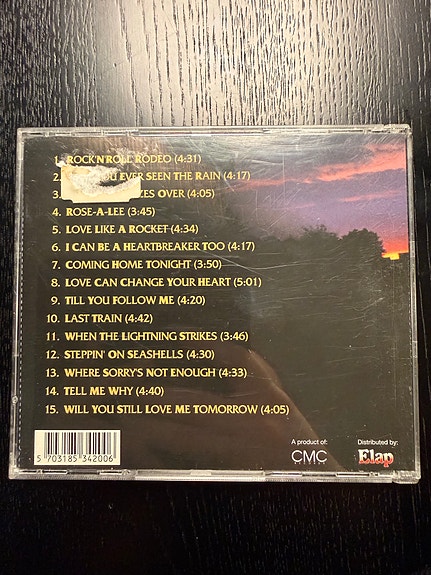 1. ROCK'N'ROLL RODEO (4:31)
2. YOU EVER SEEN THE RAIN (4:17)
3. OVER (4:05)
4. ROSE-A-LEE (3:45)
5. LOVE LIKE A ROCKET (4:34)
6. I CAN BE A HEARTBREAKER TOO (4:17)
7. COMING HOME TONIGHT (3:50)
8. LOVE CAN CHANGE YOUR HEART (5:01)
9. TILL YOU FOLLOW ME (4:20)
10. LAST TRAIN (4:42)
11. WHEN THE LIGHTNING STRIKES (3:46)
12. STEPPIN' ON SEASHELLS (4:30)
13. WHERE SORRY'S NOT ENOUGH (4:33)
14. TELL ME WHY (4:40)
15. WILL YOU STILL LOVE ME TOMORROW (4:05)
5 703185 342006
A product of:
CMC
RECORDS
Distributed by:
Elap